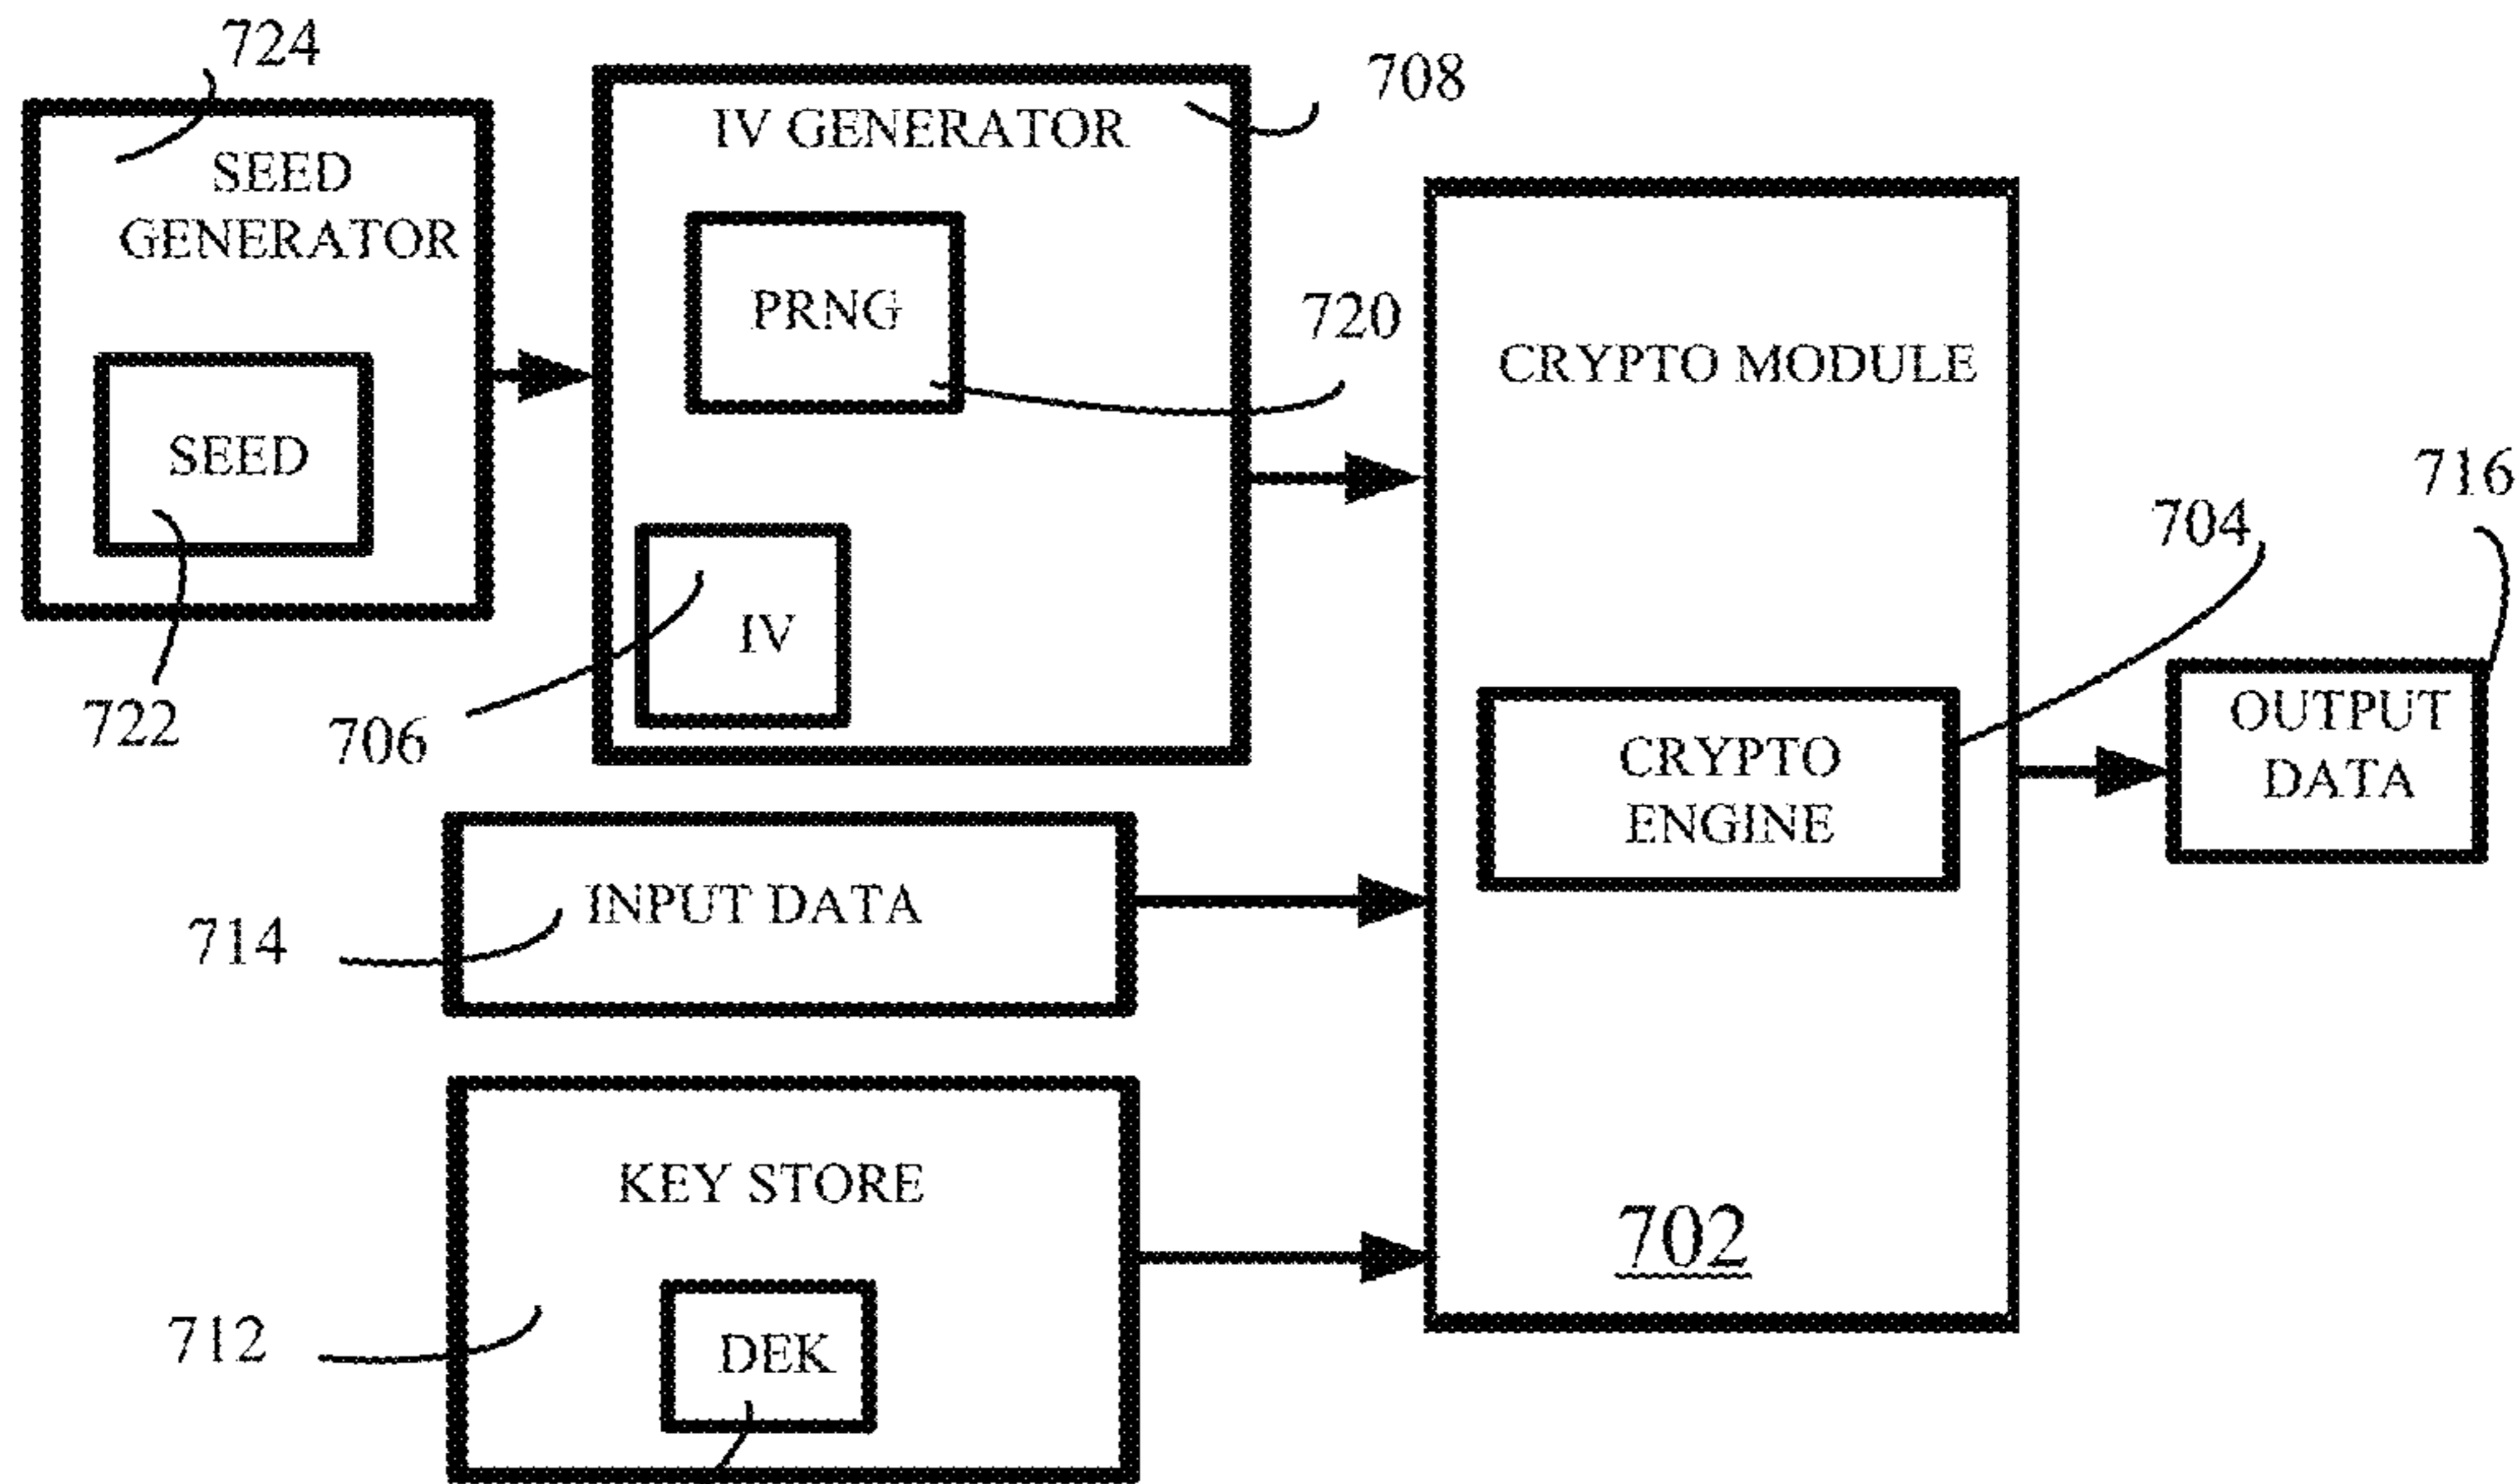 724
SEED
GENERATOR
SEED
722
708
IV GENERATOR
PRNG
720
IV
706
INPUT DATA
714
KEY STORE
DEK
712
CRYPTO MODULE
704
CRYPTO
ENGINE
702
716
OUTPUT
DATA